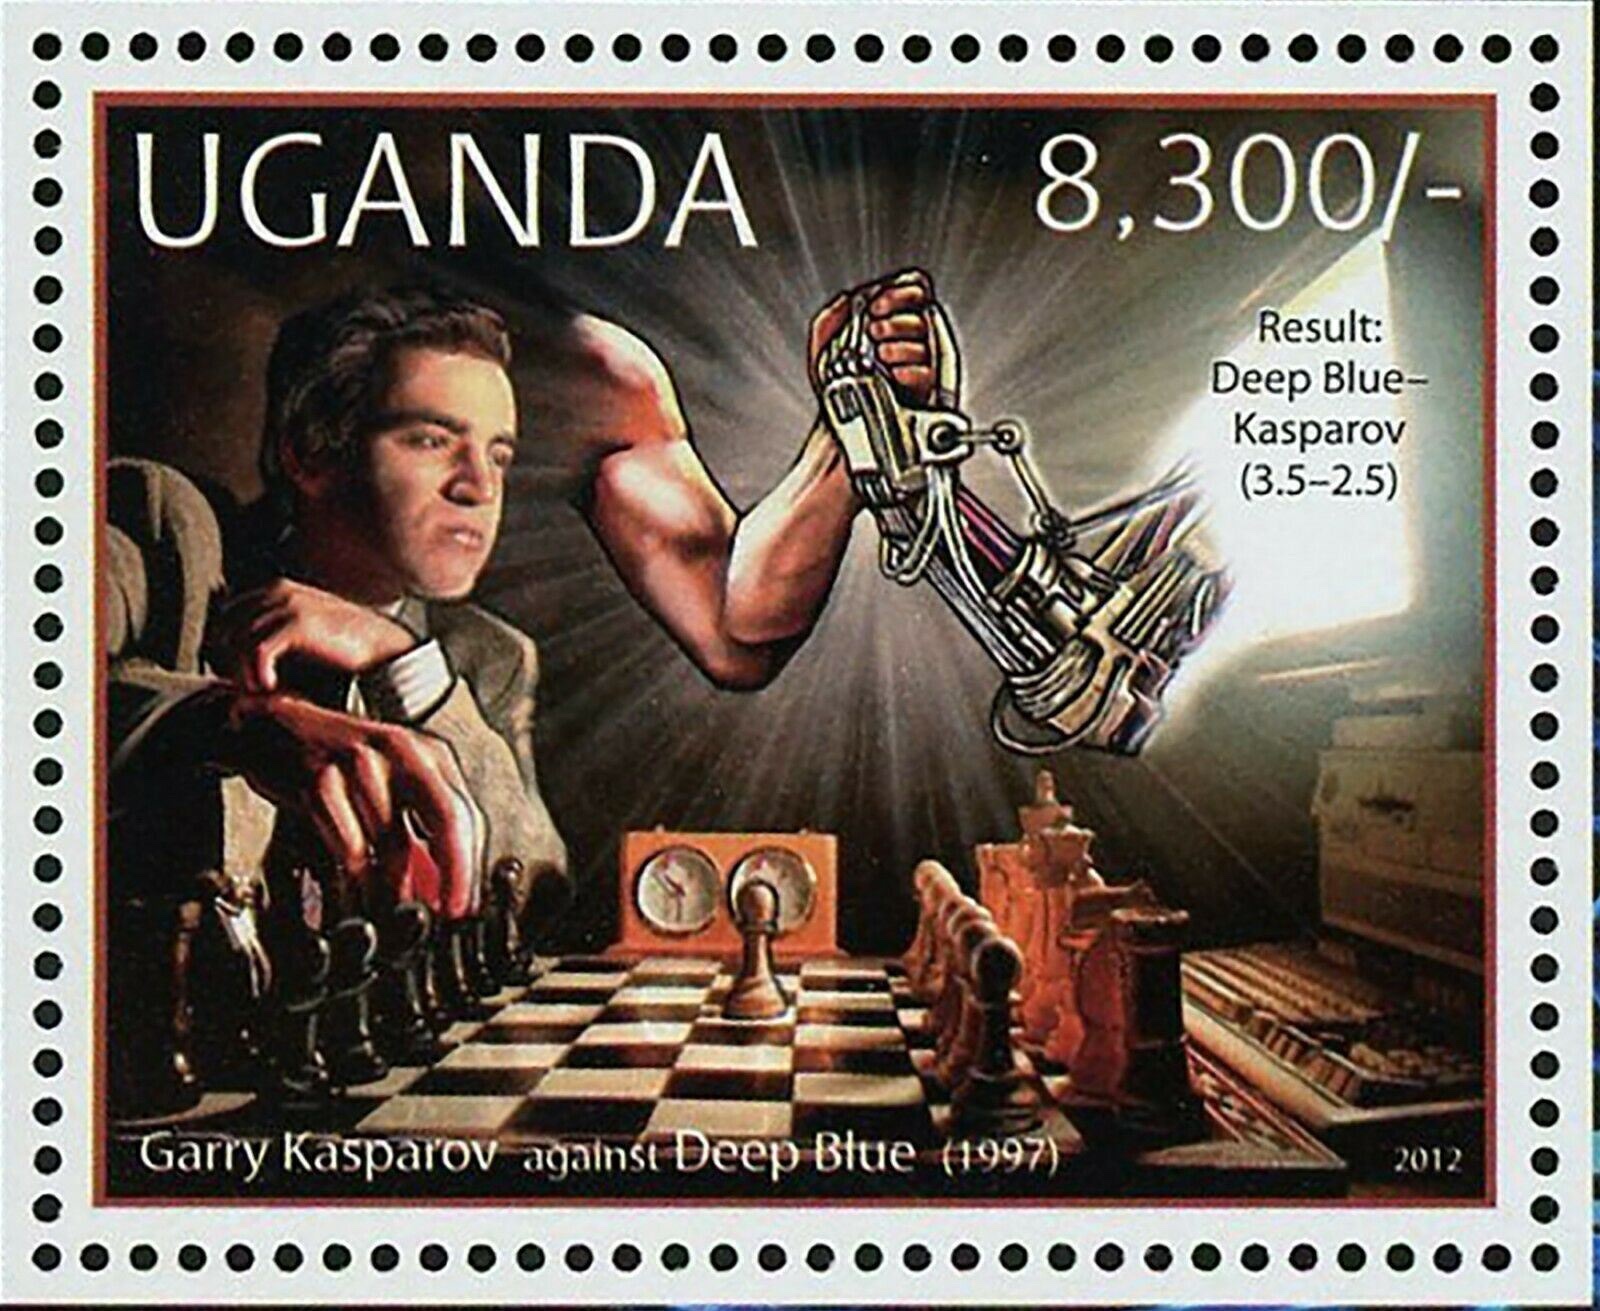 UGANDA 8,300/-
Result:
Deep Blue–
Kasparov
(3.5–2.5)
Garry Kasparov against Deep Blue (1997) 2012